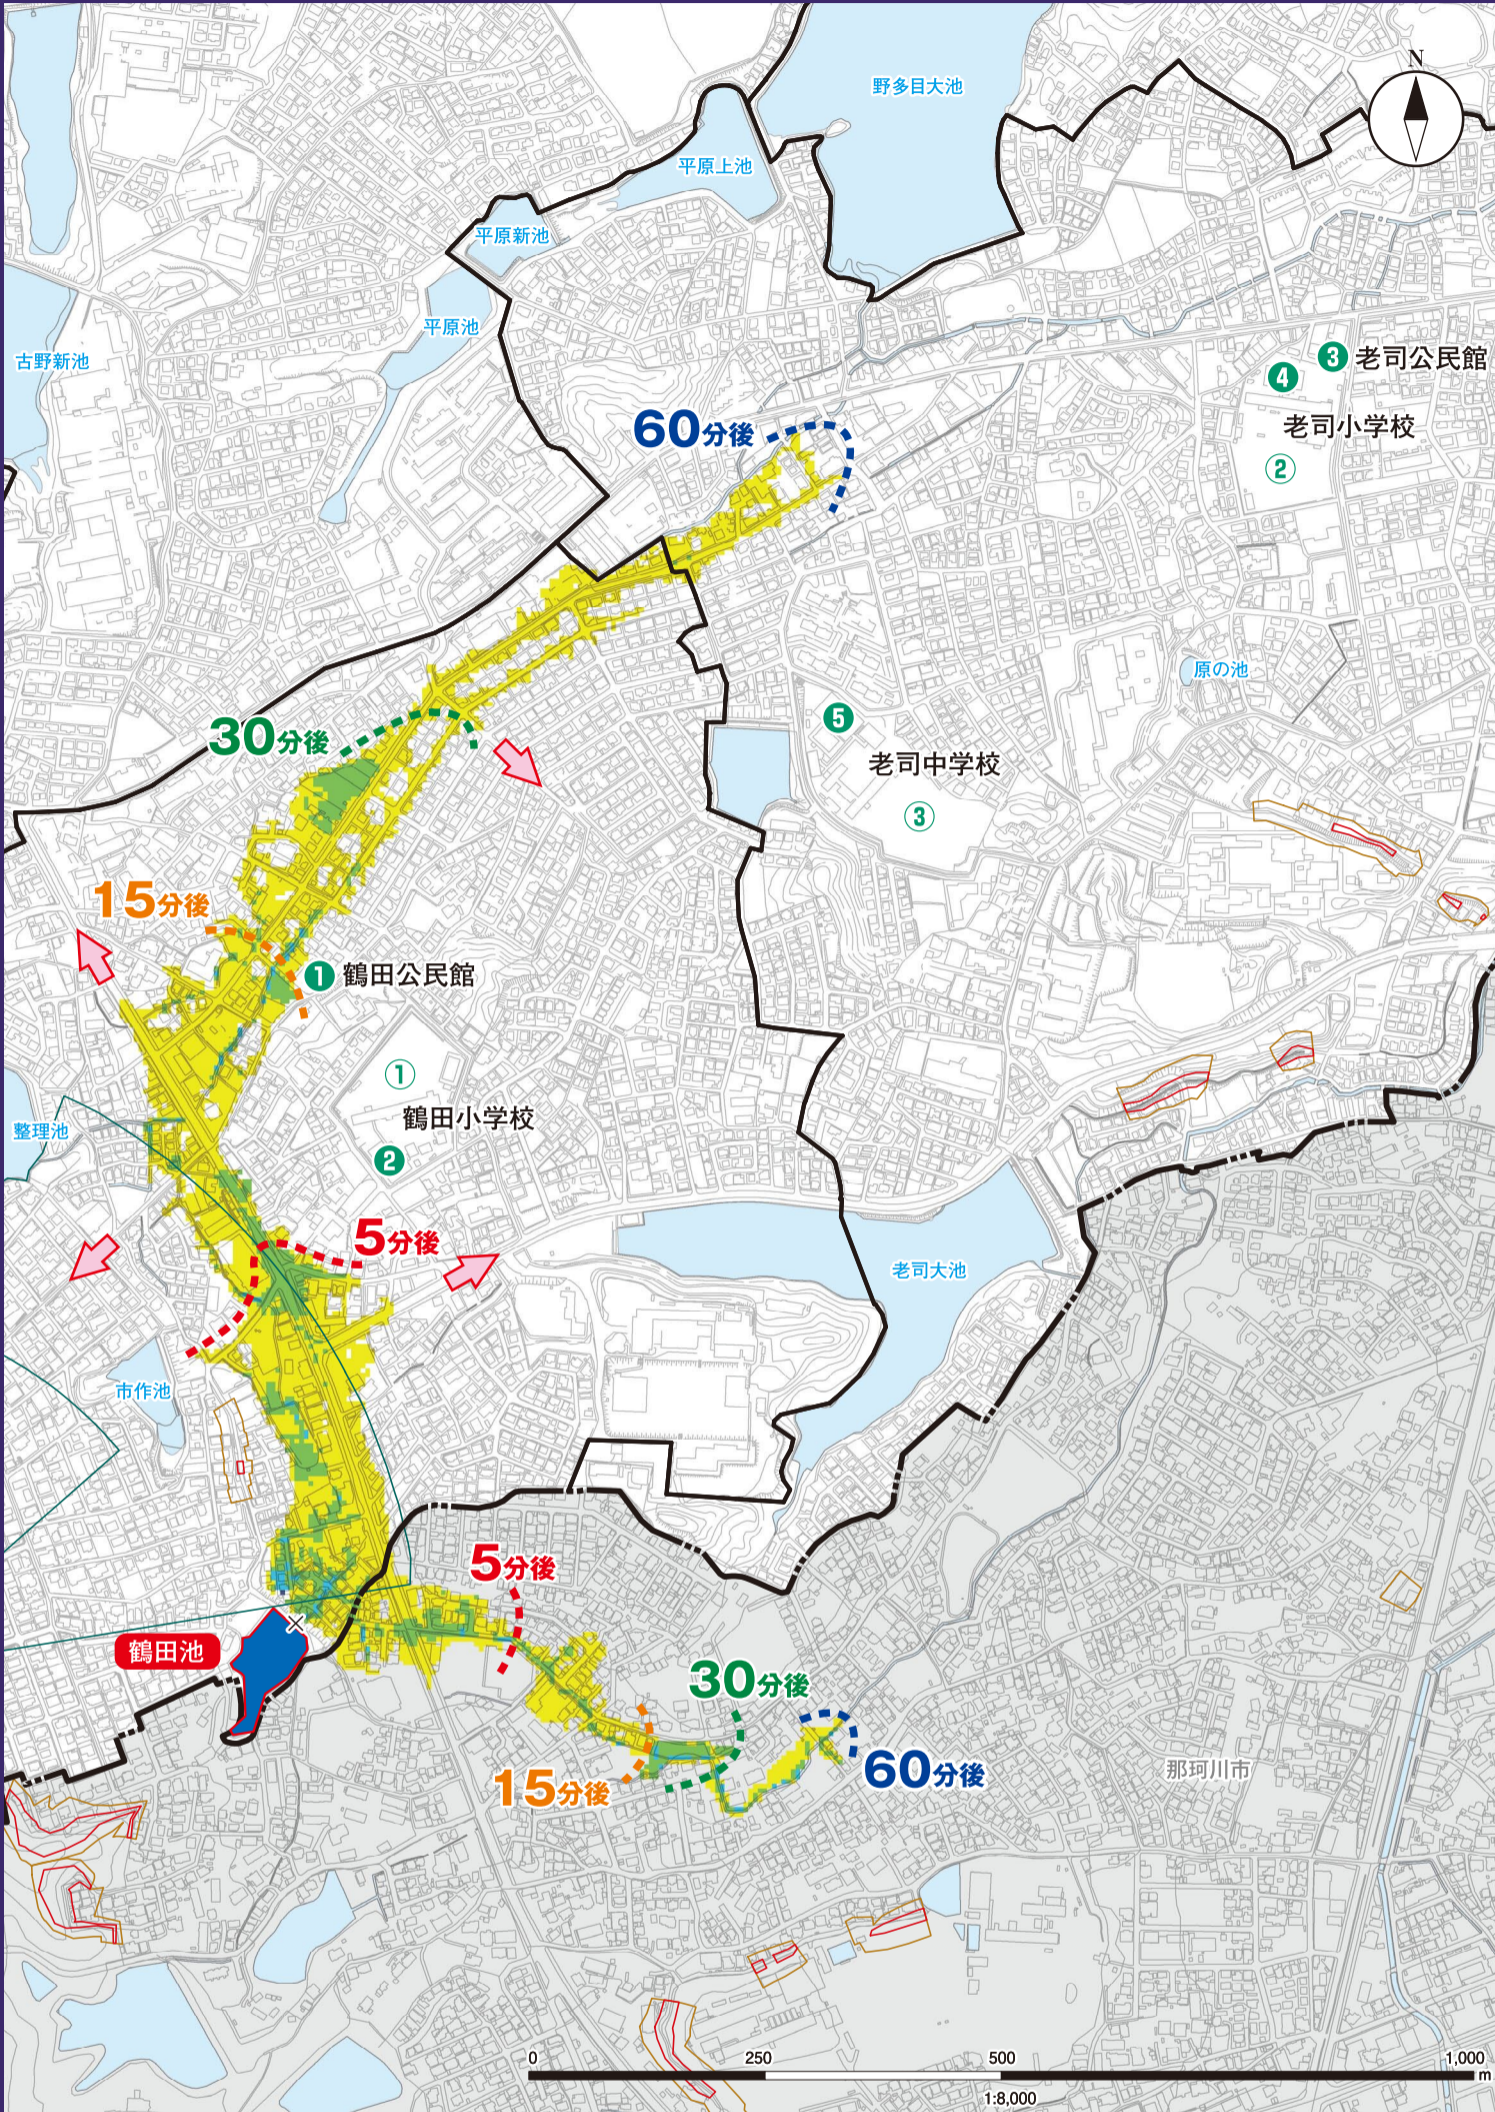 N
野多目大池
平原上池
平原新池
平原池
古野新池
3 老司公民館
4
老司小学校
2
60分後
原の池
5
老司中学校
3
30分後
15分後
1 鶴田公民館
1
鶴田小学校
2
整理池
5分後
老司大池
市作池
5分後
鶴田池
30分後
15分後
60分後
那珂川市
0 250 500 1,000
m
1:8,000